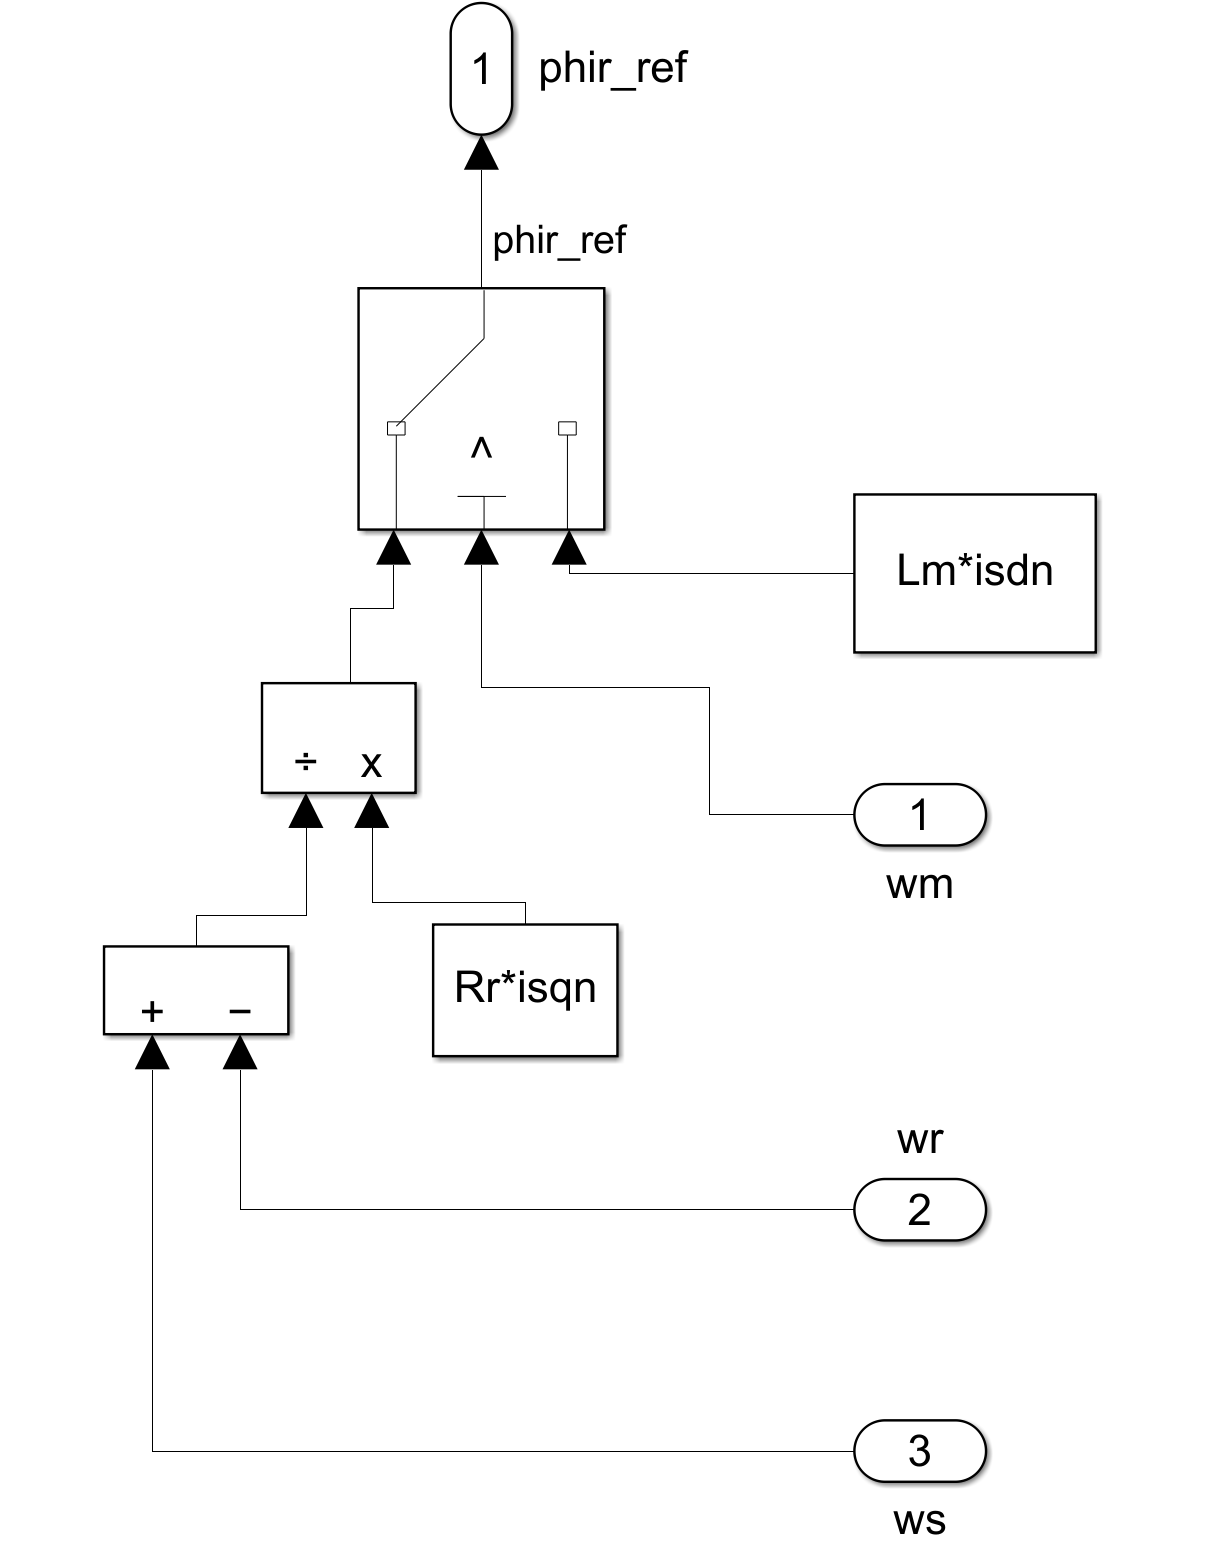 1
phir_ref
phir_ref
^
Lm*isdn
÷ x
1
wm
+ −
Rr*isqn
wr
2
3
ws